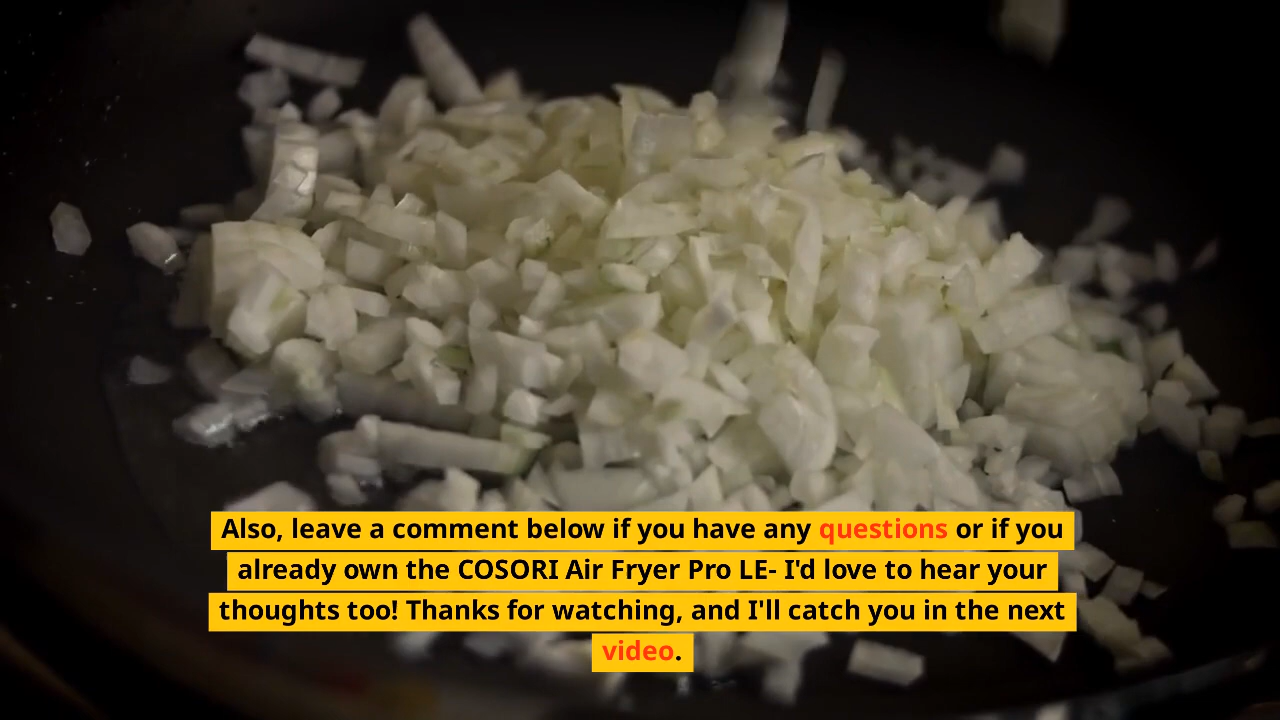 Also, leave a comment below if you have any questions or if you
already own the COSORI Air Fryer Pro LE- I'd love to hear your
thoughts too! Thanks for watching, and I'll catch you in the next
video.